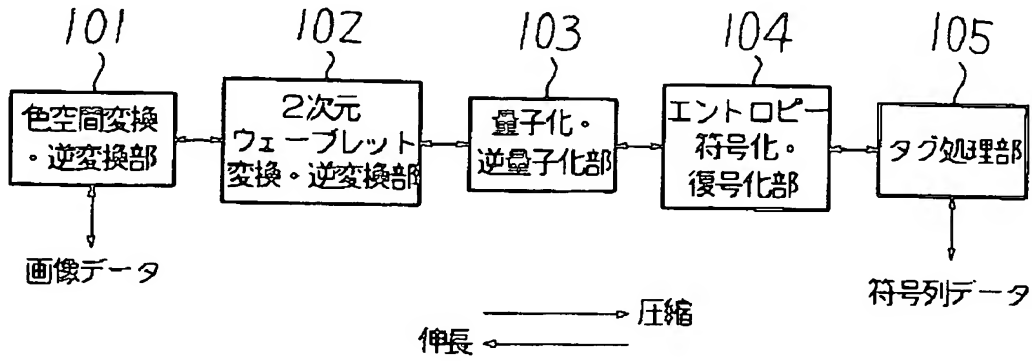 101
102
103
104
105
色空間変換
・逆変換部
2次元
ウェーブレット
変換・逆変換部
量子化・
逆量子化部
エントロピー
符号化・
復号化部
タグ処理部
画像データ
符号列データ
圧縮
伸長